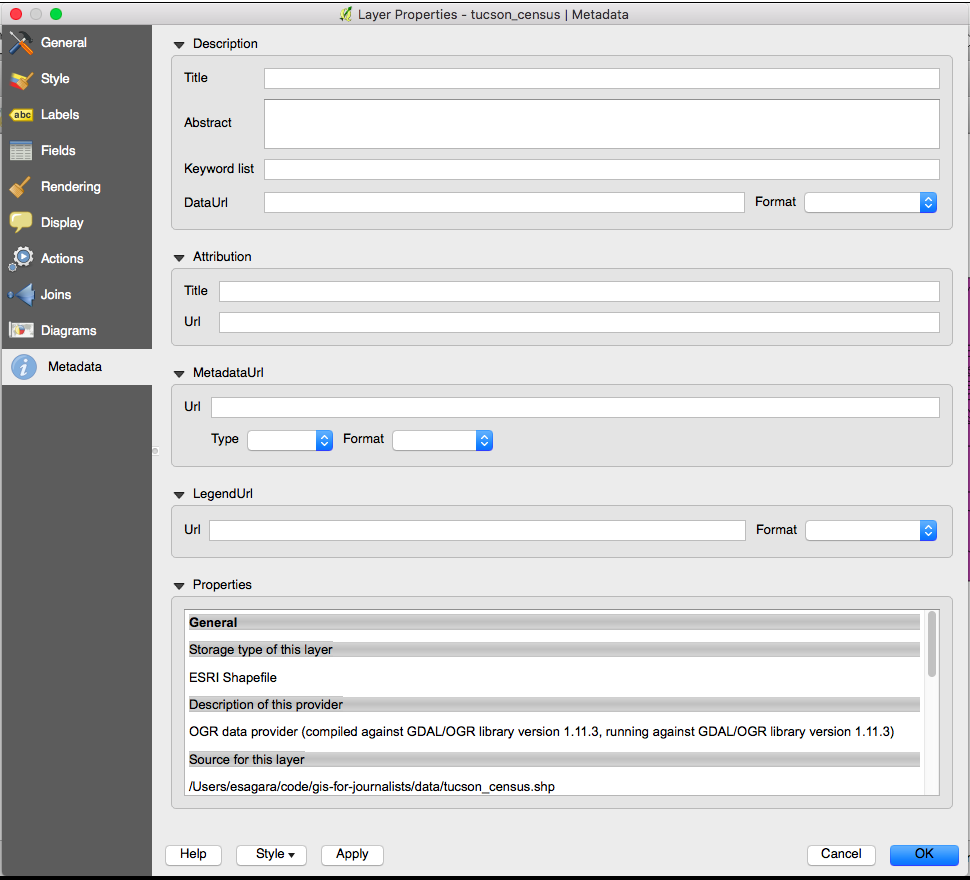 Layer Properties - tucson_census | Metadata
General
Style
abc Labels
Fields
Rendering
Display
Actions
Joins
Diagrams
i Metadata
Description
Title
Abstract
Keyword list
DataUrl Format
Attribution
Title
Url
MetadataUrl
Url
Type Format
LegendUrl
Url Format
Properties
General
Storage type of this layer
ESRI Shapefile
Description of this provider
OGR data provider (compiled against GDAL/OGR library version 1.11.3, running against GDAL/OGR library version 1.11.3)
Source for this layer
/Users/esagara/code/gis-for-journalists/data/tucson_census.shp
Help Style Apply Cancel OK